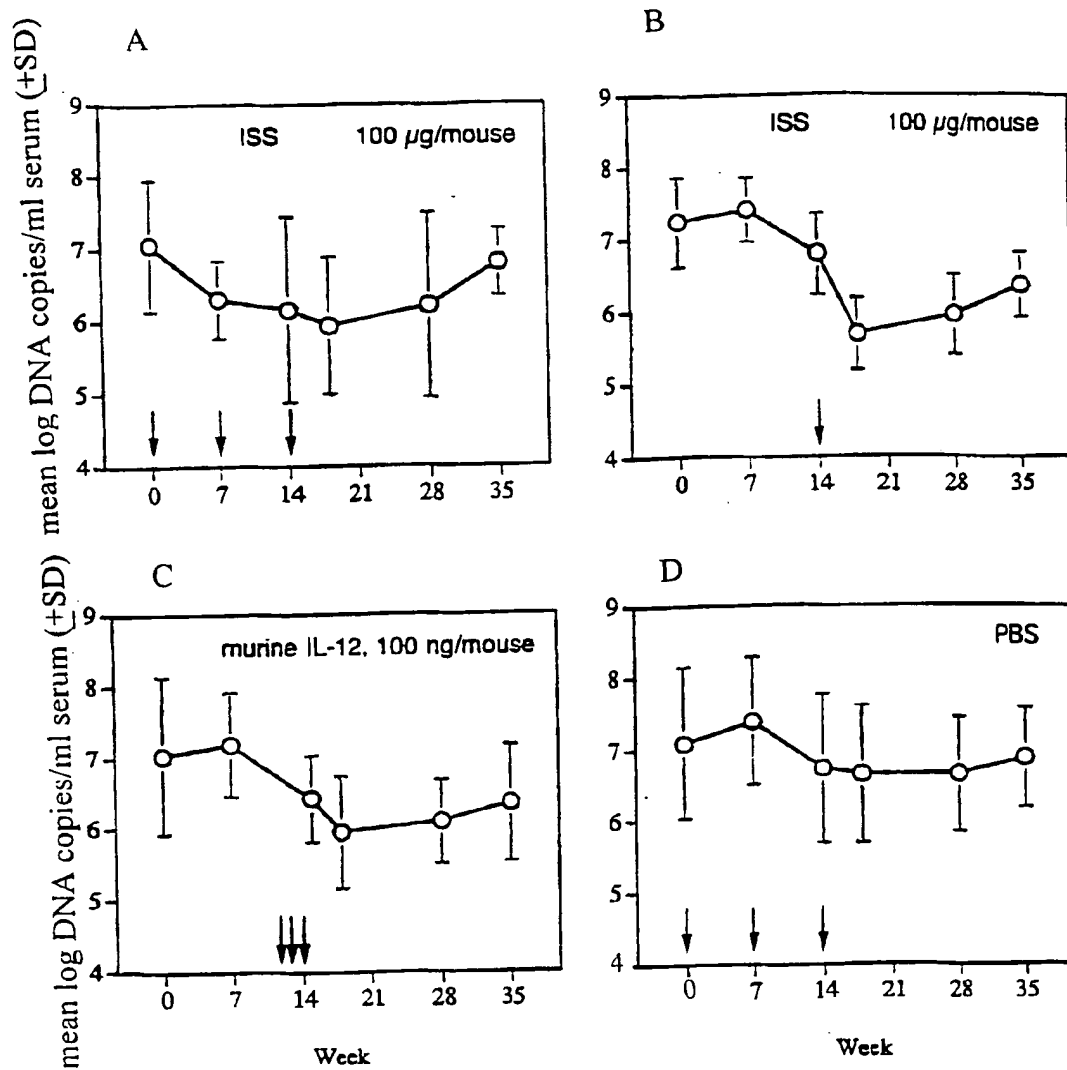 A
mean log DNA copies/ml serum (±SD)
ISS 100 µg/mouse
9
8
7
6
5
4
0 7 14 21 28 35
B
ISS 100 µg/mouse
9
8
7
6
5
4
0 7 14 21 28 35
C
mean log DNA copies/ml serum (±SD)
murine IL-12, 100 ng/mouse
9
8
7
6
5
4
0 7 14 21 28 35
Week
D
PBS
9
8
7
6
5
4
0 7 14 21 28 35
Week